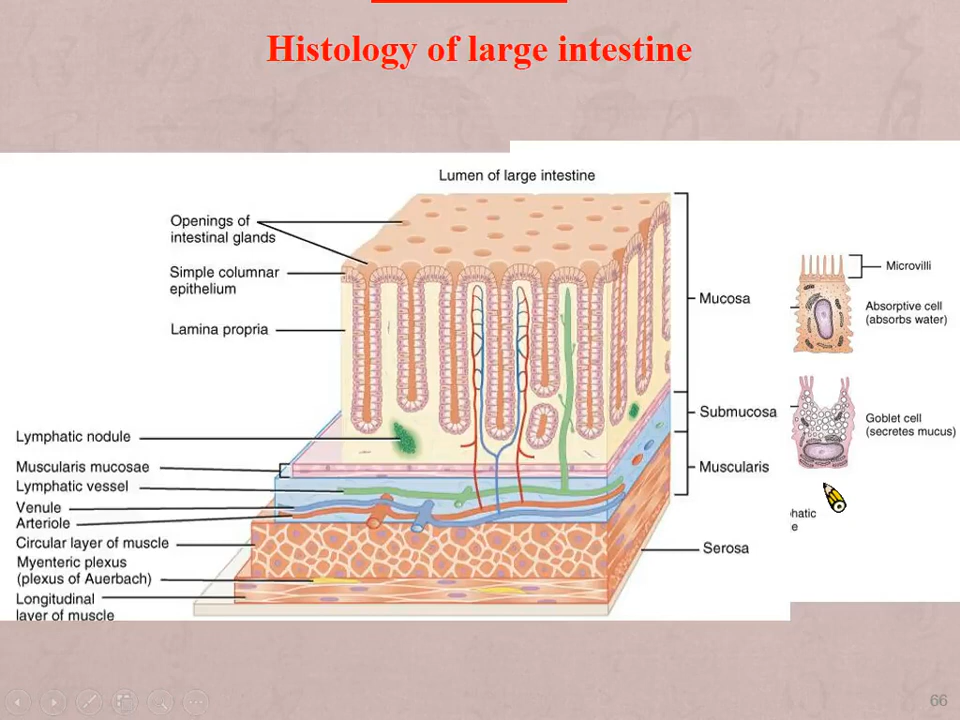 Histology of large intestine
Lumen of large intestine
Openings of
intestinal glands
Simple columnar
epithelium
Lamina propria
Lymphatic nodule
Muscularis mucosae
Lymphatic vessel
Venule
Arteriole
Circular layer of muscle
Myenteric plexus
(plexus of Auerbach)
Longitudinal
layer of muscle
Mucosa
Submucosa
Muscularis
Serosa
Microvilli
Absorptive cell
(absorbs water)
Goblet cell
(secretes mucus)
hatic
e
66